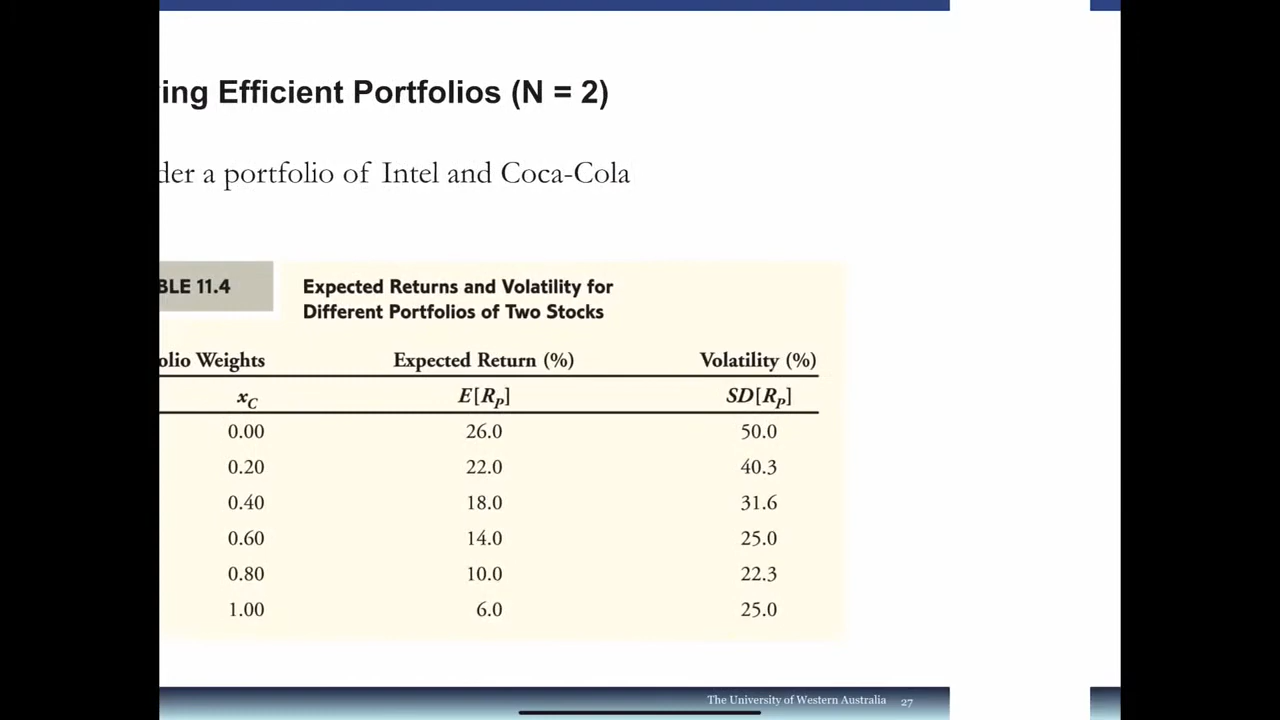 ing Efficient Portfolios (N = 2)
der a portfolio of Intel and Coca-Cola
BLE 11.4 Expected Returns and Volatility for
Different Portfolios of Two Stocks
olio Weights Expected Return (%) Volatility (%)
x_C E[R_P] SD[R_P]
0.00 26.0 50.0
0.20 22.0 40.3
0.40 18.0 31.6
0.60 14.0 25.0
0.80 10.0 22.3
1.00 6.0 25.0
The University of Western Australia 27